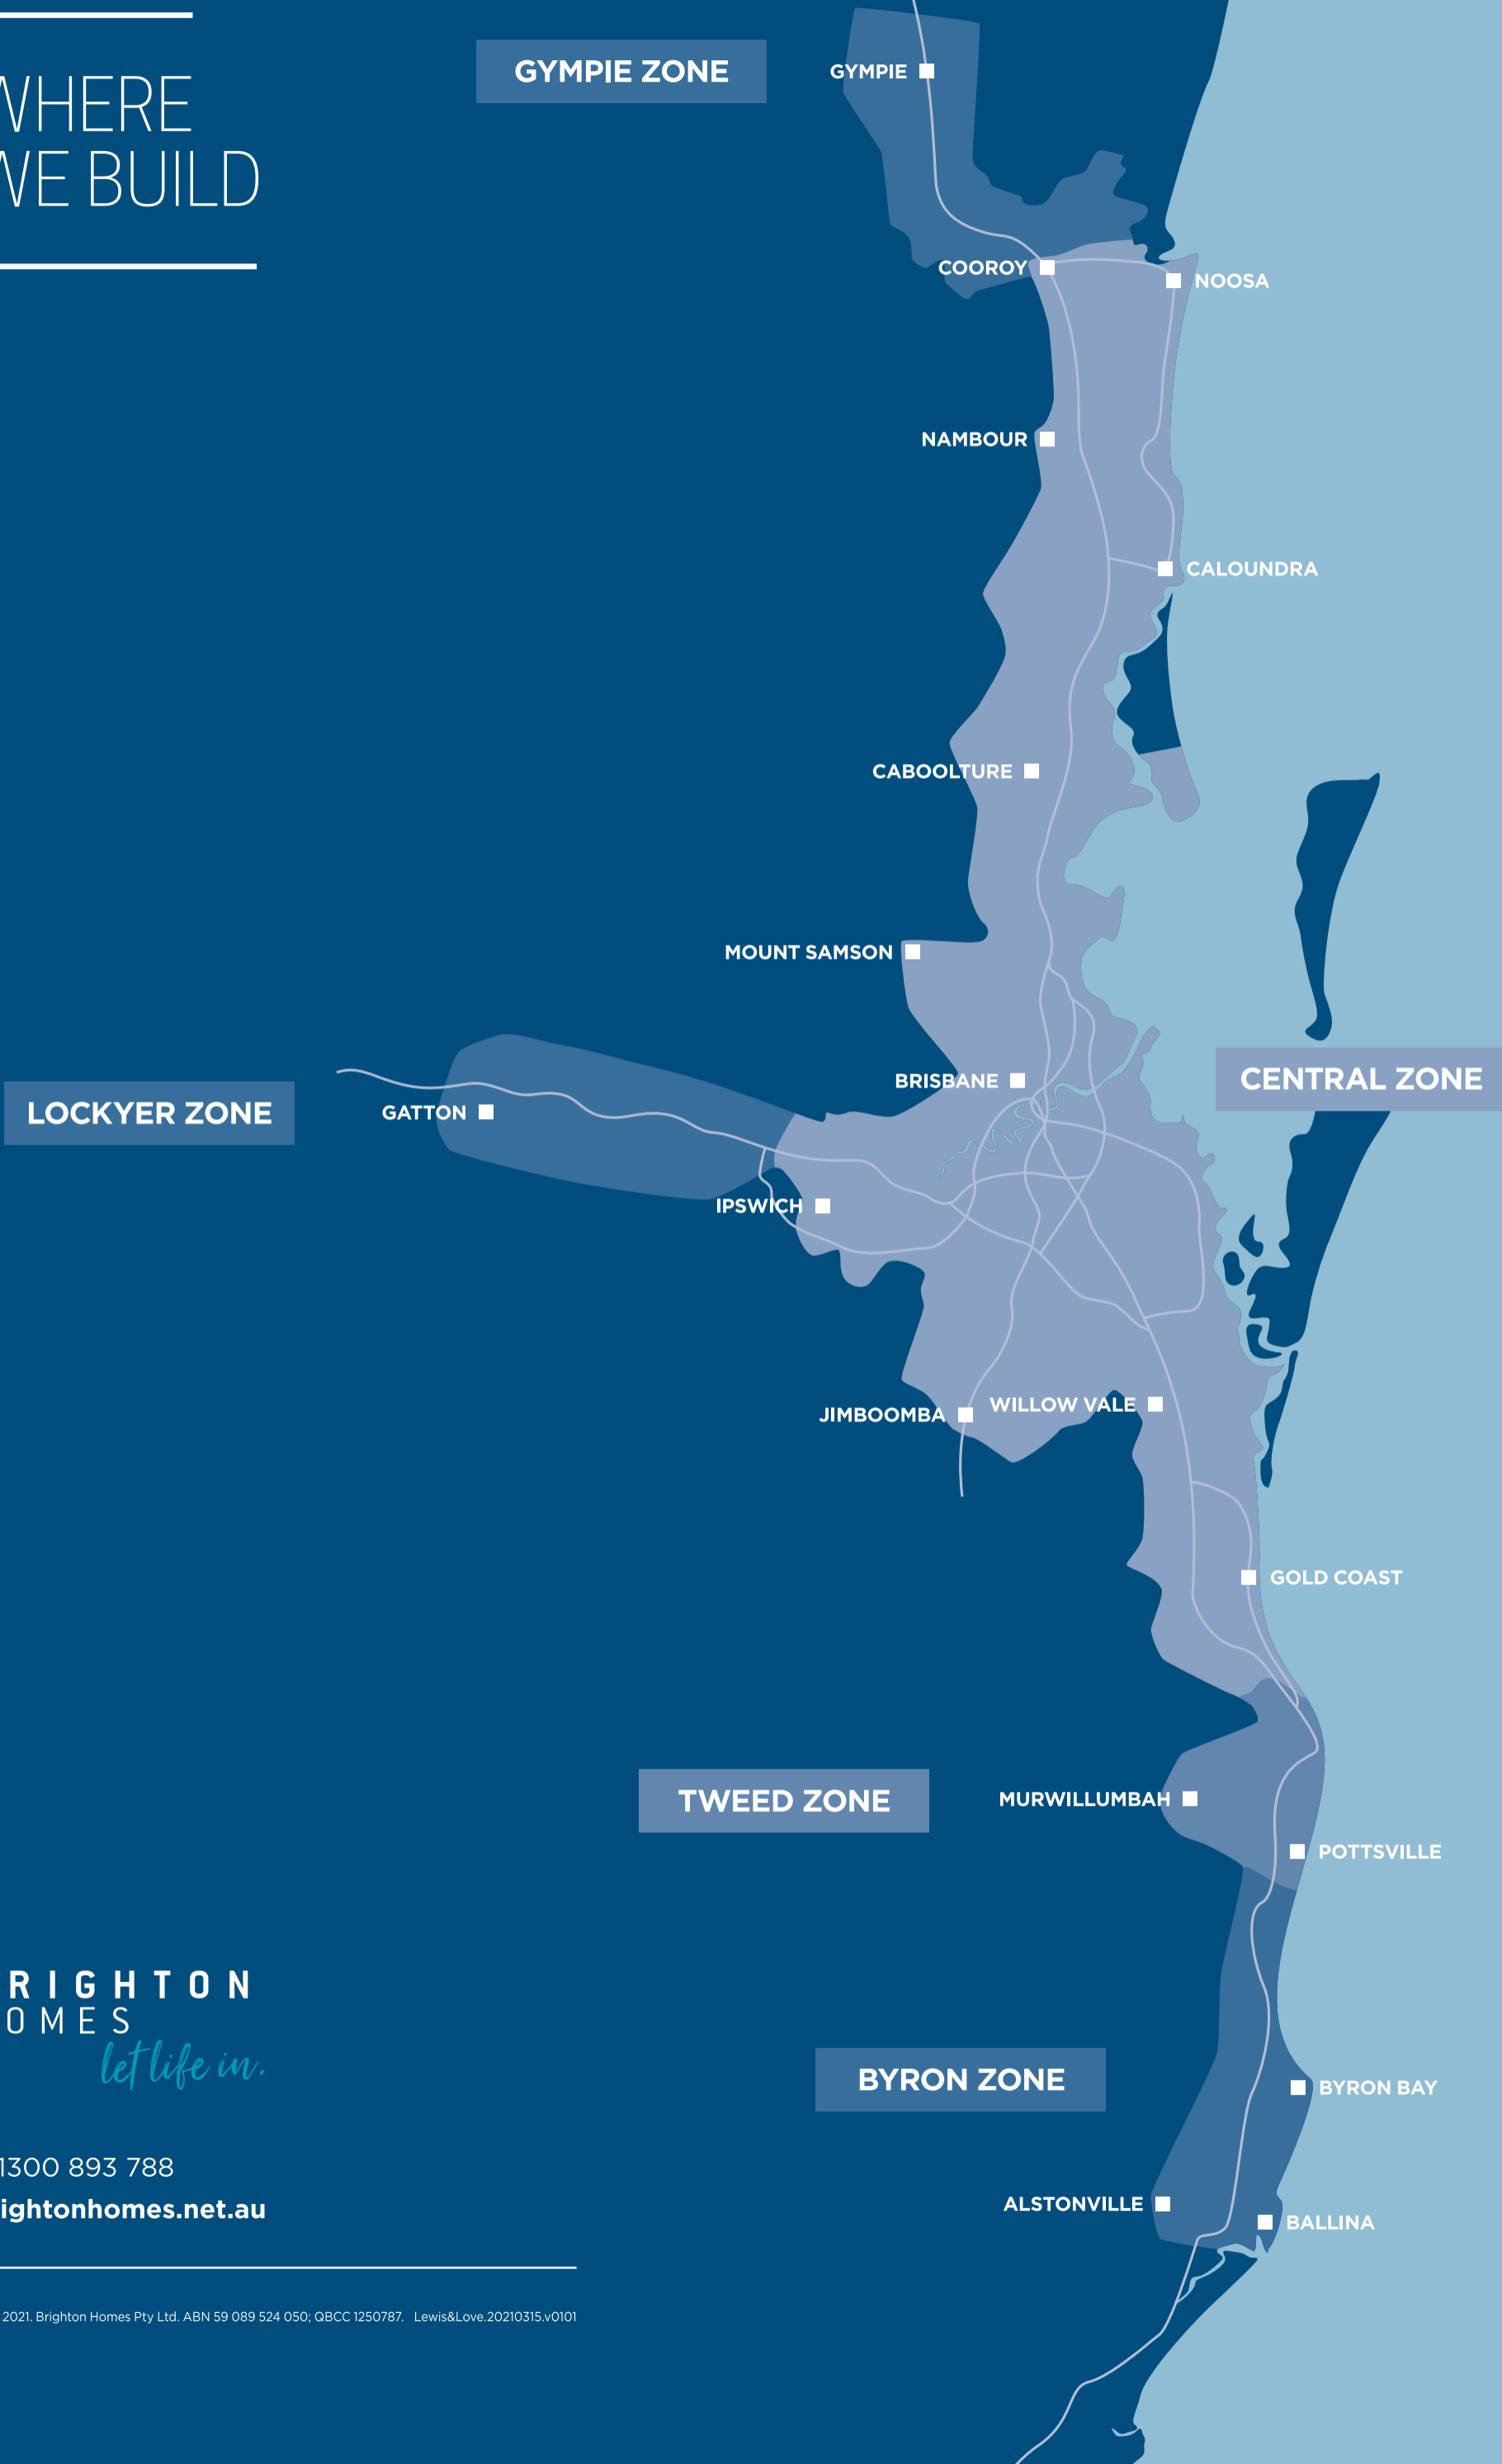 WHERE
WE BUILD
GYMPIE ZONE
GYMPIE
COOROY
NOOSA
NAMBOUR
CALOUNDRA
CABOOLTURE
MOUNT SAMSON
BRISBANE
CENTRAL ZONE
LOCKYER ZONE
GATTON
IPSWICH
JIMBOOMBA
WILLOW VALE
GOLD COAST
TWEED ZONE
MURWILLUMBAH
POTTSVILLE
RIGHTON
OMES
let life in.
BYRON ZONE
BYRON BAY
1300 893 788
ightonhomes.net.au
ALSTONVILLE
BALLINA
2021. Brighton Homes Pty Ltd. ABN 59 089 524 050; QBCC 1250787. Lewis&Love.20210315.v0101